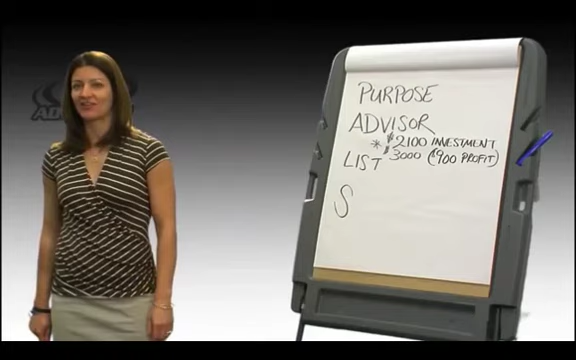 PURPOSE
ADVISOR
* $2100 INVESTMENT
LIST $3000 ($900 PROFIT)
S